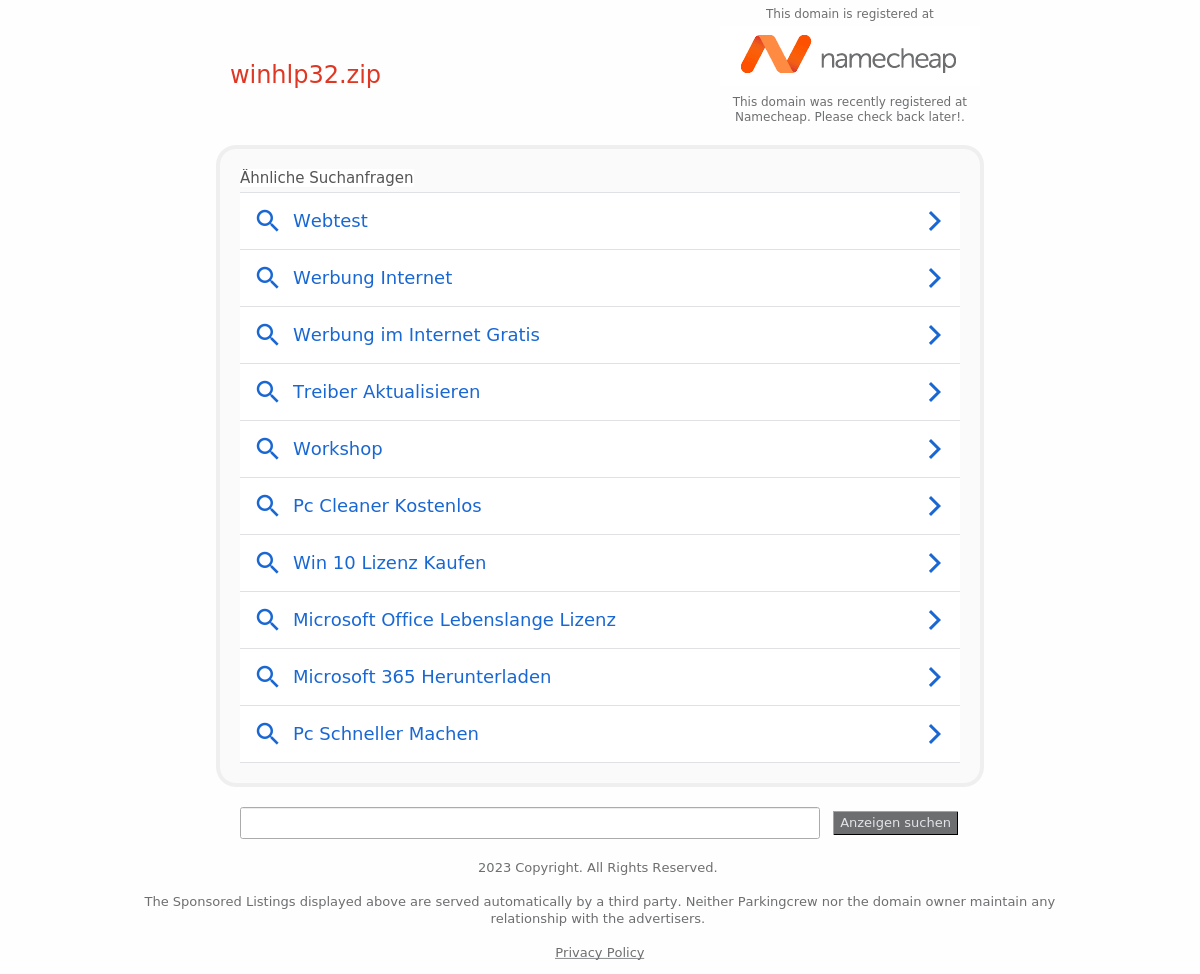 This domain is registered at
namecheap
winhlp32.zip
This domain was recently registered at
Namecheap. Please check back later!.
Ähnliche Suchanfragen
Webtest
Werbung Internet
Werbung im Internet Gratis
Treiber Aktualisieren
Workshop
Pc Cleaner Kostenlos
Win 10 Lizenz Kaufen
Microsoft Office Lebenslange Lizenz
Microsoft 365 Herunterladen
Pc Schneller Machen
Anzeigen suchen
2023 Copyright. All Rights Reserved.
The Sponsored Listings displayed above are served automatically by a third party. Neither Parkingcrew nor the domain owner maintain any
relationship with the advertisers.
Privacy Policy